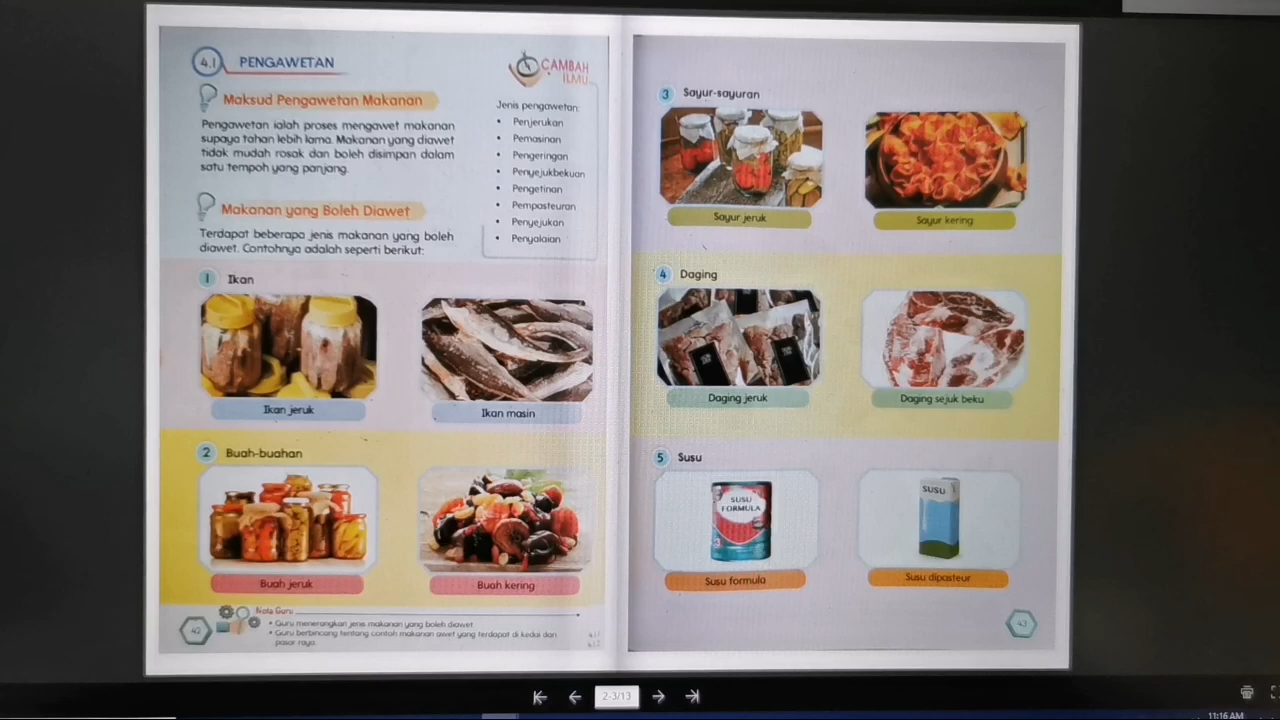 4.1 PENGAWETAN
CAMBAH
ILMU
Maksud Pengawetan Makanan
Pengawetan ialah proses mengawet makanan
supaya tahan lebih lama. Makanan yang diawet
tidak mudah rosak dan boleh disimpan dalam
satu tempoh yang panjang.
Jenis pengawetan:
• Penjerukan
• Pemasinan
• Pengeringan
• Penyejukbekuan
• Pengetinan
• Pempasteuran
• Penyejukan
• Penyalaian
Makanan yang Boleh Diawet
Terdapat beberapa jenis makanan yang boleh
diawet. Contohnya adalah seperti berikut:
1 Ikan
Ikan jeruk
Ikan masin
2 Buah-buahan
Buah jeruk
Buah kering
Nota Guru
• Guru menerangkan jenis makanan yang boleh diawet.
• Guru berbincang tentang contoh makanan awet yang terdapat di kedai dan
pasar raya.
4.1.1
4.1.2
42
3 Sayur-sayuran
Sayur jeruk
Sayur kering
4 Daging
Daging jeruk
Daging sejuk beku
5 Susu
SUSU
FORMULA
SUSU
Susu formula
Susu dipasteur
43
2-3/13
11:16 AM